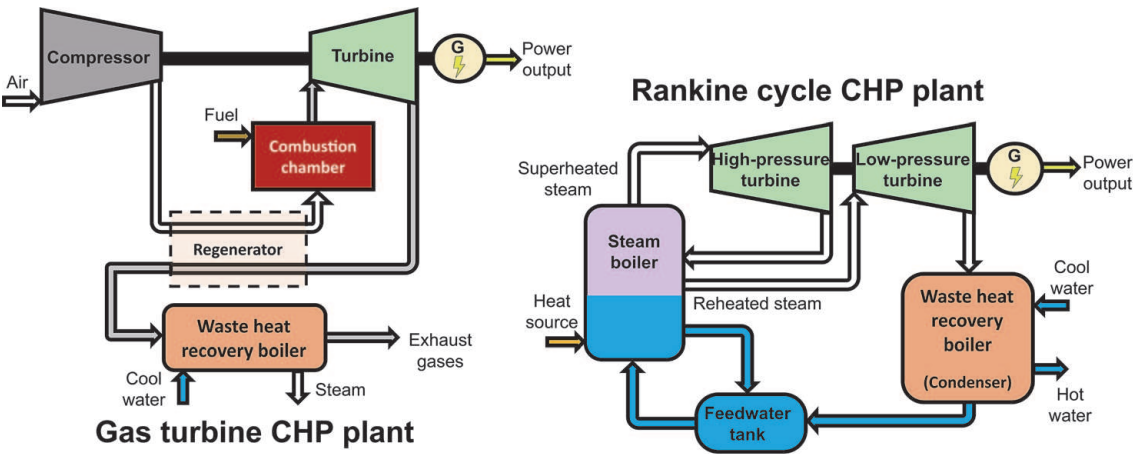 Compressor
Turbine
G
Power
output
Air
Fuel
Combustion
chamber
Regenerator
Waste heat
recovery boiler
Exhaust
gases
Cool
water
Steam
Gas turbine CHP plant
Rankine cycle CHP plant
Superheated
steam
High-pressure
turbine
Low-pressure
turbine
G
Power
output
Steam
boiler
Reheated steam
Heat
source
Waste heat
recovery
boiler
(Condenser)
Cool
water
Hot
water
Feedwater
tank